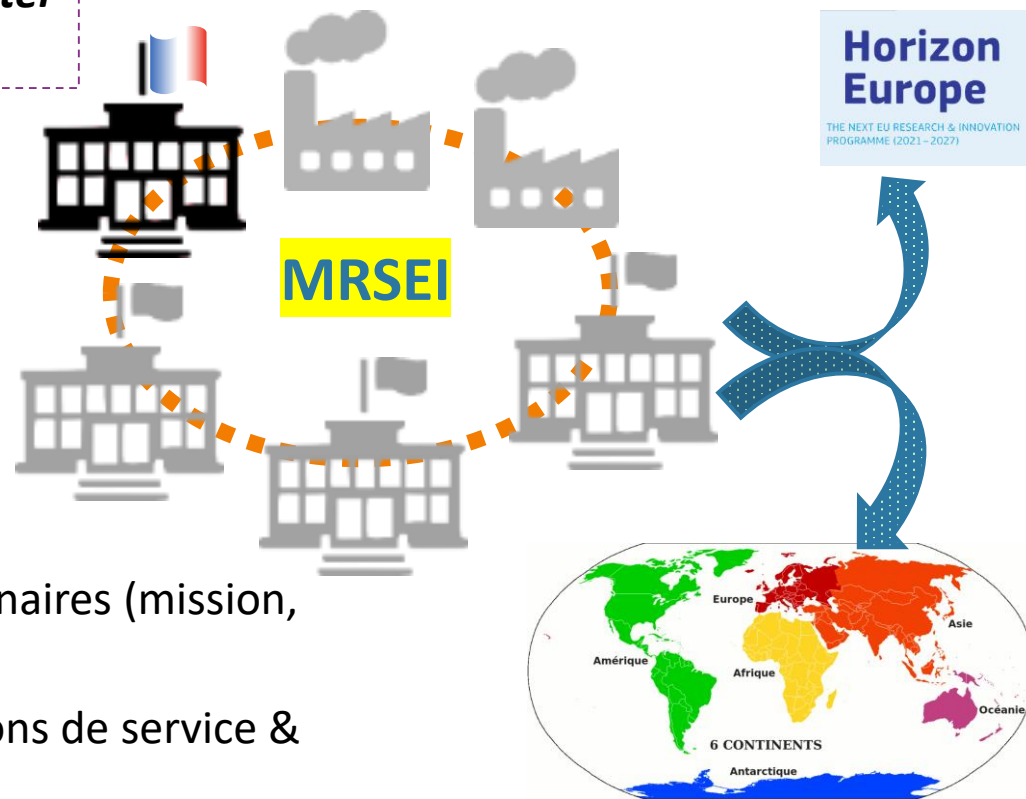 Horizon
Europe
THE NEXT EU RESEARCH & INNOVATION
PROGRAMME (2021–2027)
MRSEI
naires (mission,
ons de service &
Europe
Asie
Amérique
Afrique
Océanie
6 CONTINENTS
Antarctique